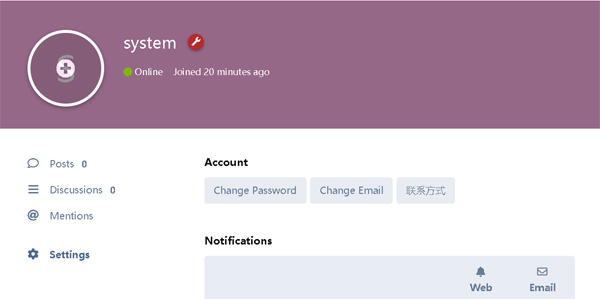 system
Online Joined 20 minutes ago
Posts 0
Discussions 0
Mentions
Settings
Account
Change Password Change Email 联系方式
Notifications
Web Email